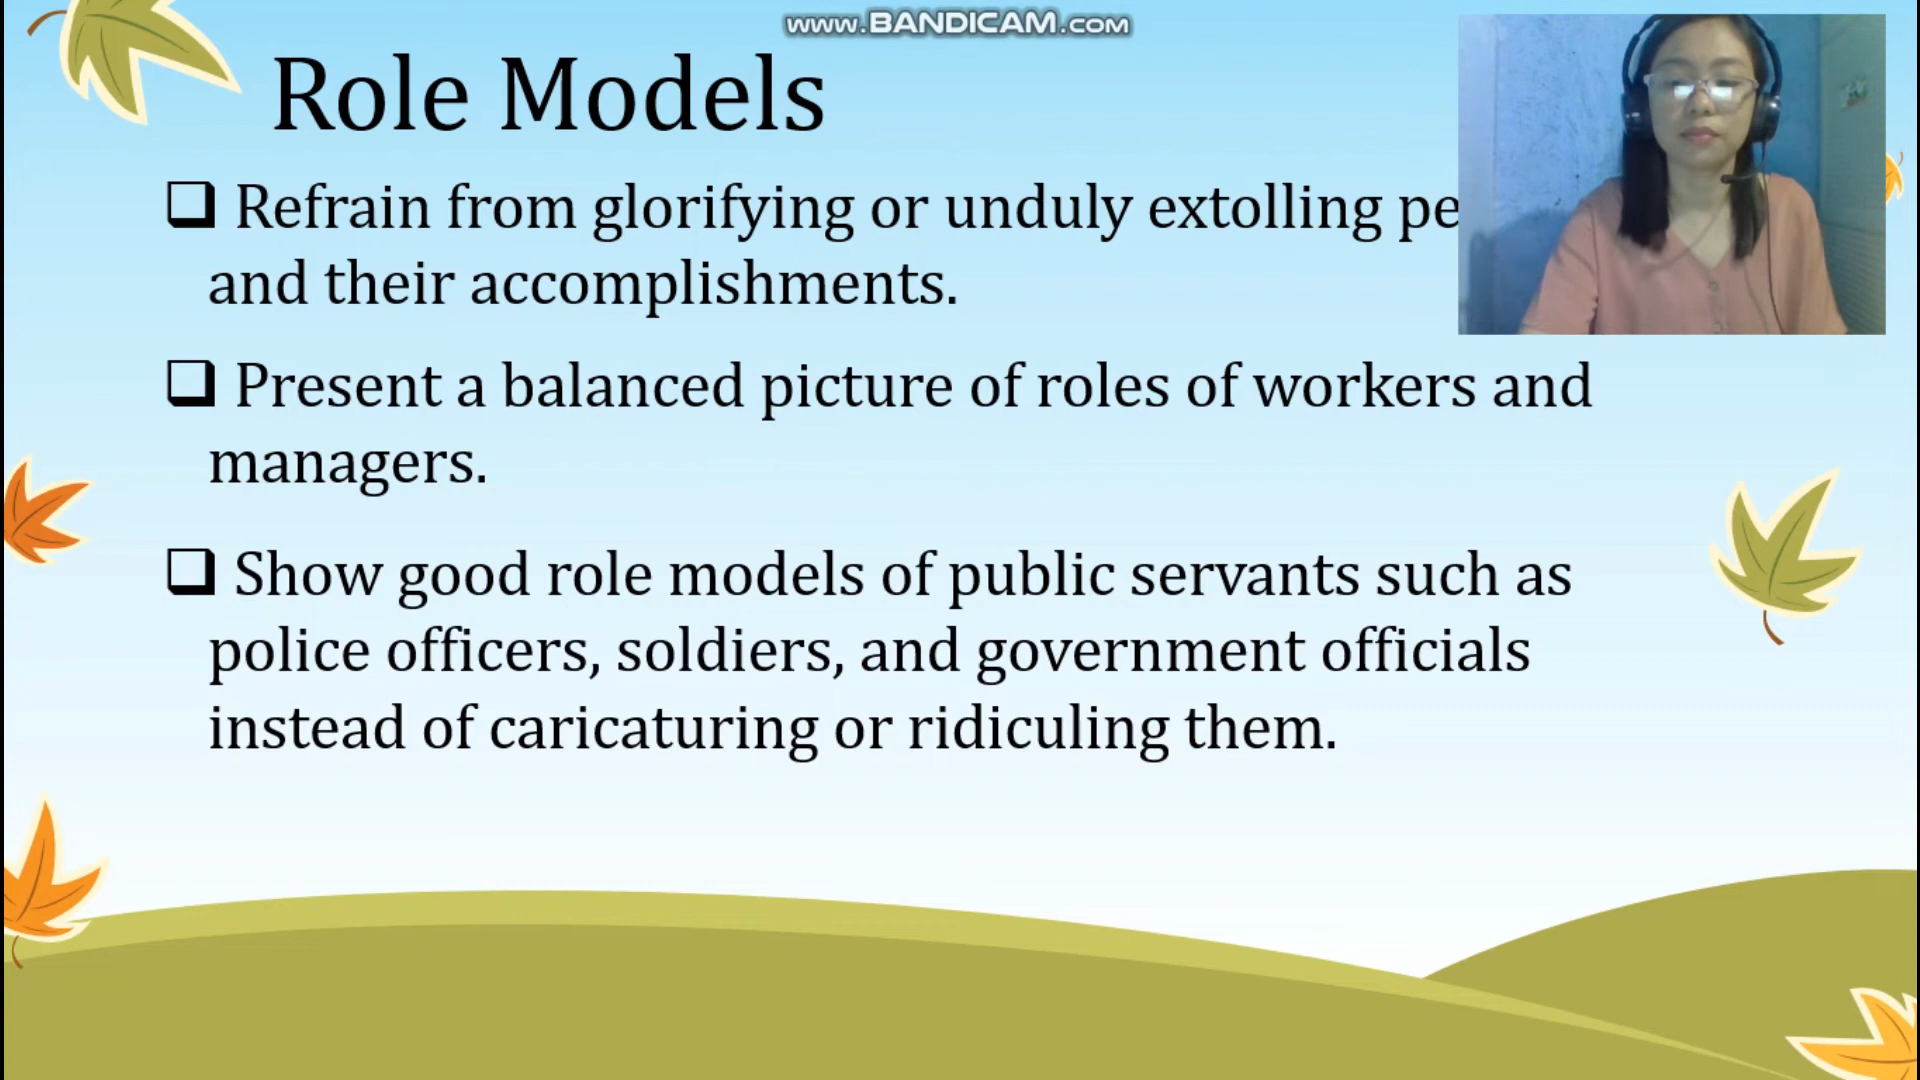 www.BANDICAM.com
Role Models
Refrain from glorifying or unduly extolling
and their accomplishments.
Present a balanced picture of roles of workers and
managers.
Show good role models of public servants such as
police officers, soldiers, and government officials
instead of caricaturing or ridiculing them.